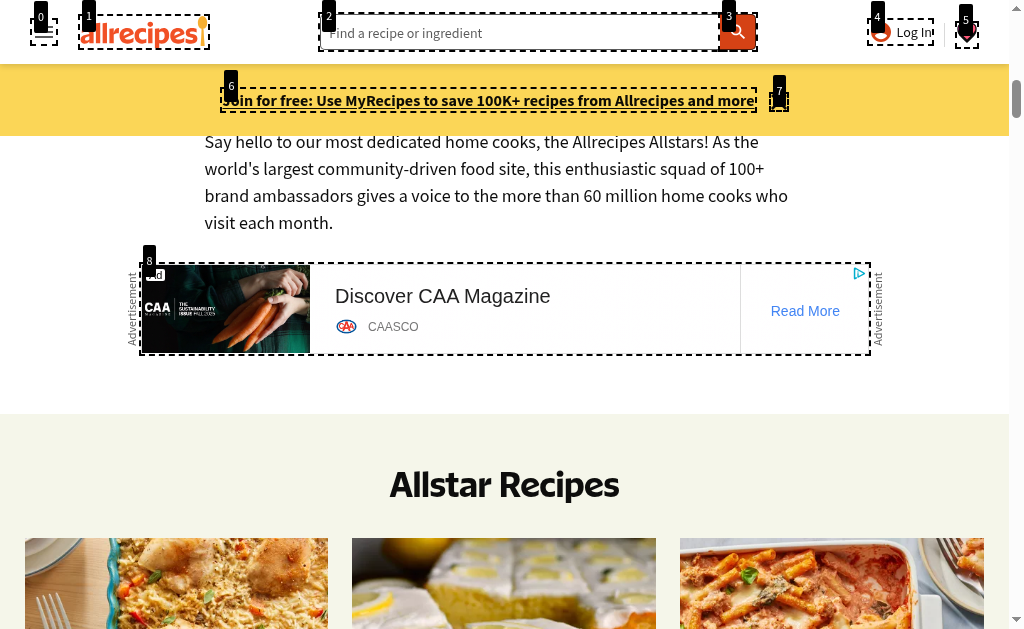 0
1
2
3
4
5
allrecipes
Find a recipe or ingredient
Log In
6
7
Join for free: Use MyRecipes to save 100K+ recipes from Allrecipes and more
Say hello to our most dedicated home cooks, the Allrecipes Allstars! As the
world's largest community-driven food site, this enthusiastic squad of 100+
brand ambassadors gives a voice to the more than 60 million home cooks who
visit each month.
8
Advertisement
Ad
CAA
MAGAZINE
THE
SUSTAINABILITY
ISSUE FALL 2025
Discover CAA Magazine
CAA
CAASCO
Read More
Advertisement
Allstar Recipes